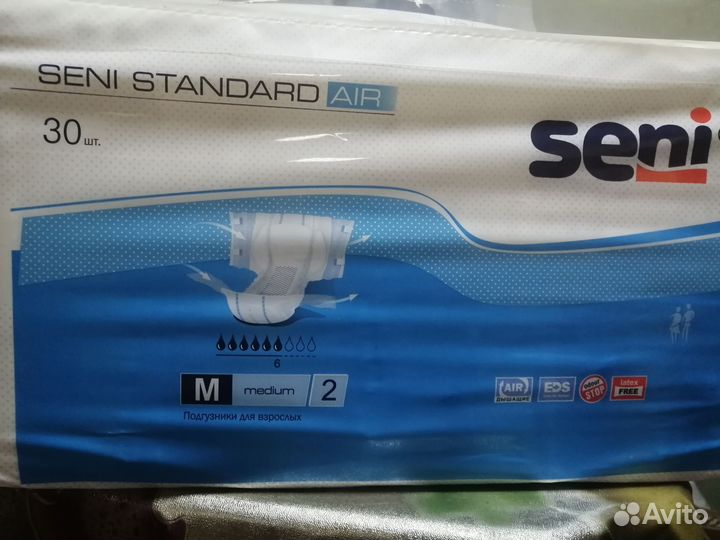 SENI STANDARD AIR
30 шт.
seni
6
M medium 2
Подгузники для взрослых
AIR
ДЫШАЩИЕ
EDS
odour
STOP
latex
FREE
Avito